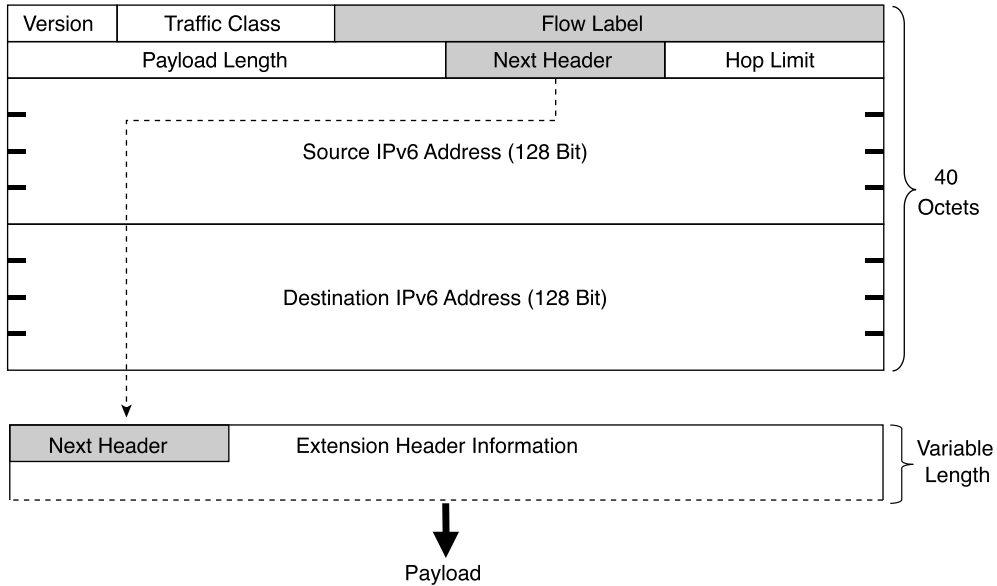 Version Traffic Class Flow Label
Payload Length Next Header Hop Limit
Source IPv6 Address (128 Bit)
40
Octets
Destination IPv6 Address (128 Bit)
Next Header Extension Header Information
Variable
Length
Payload